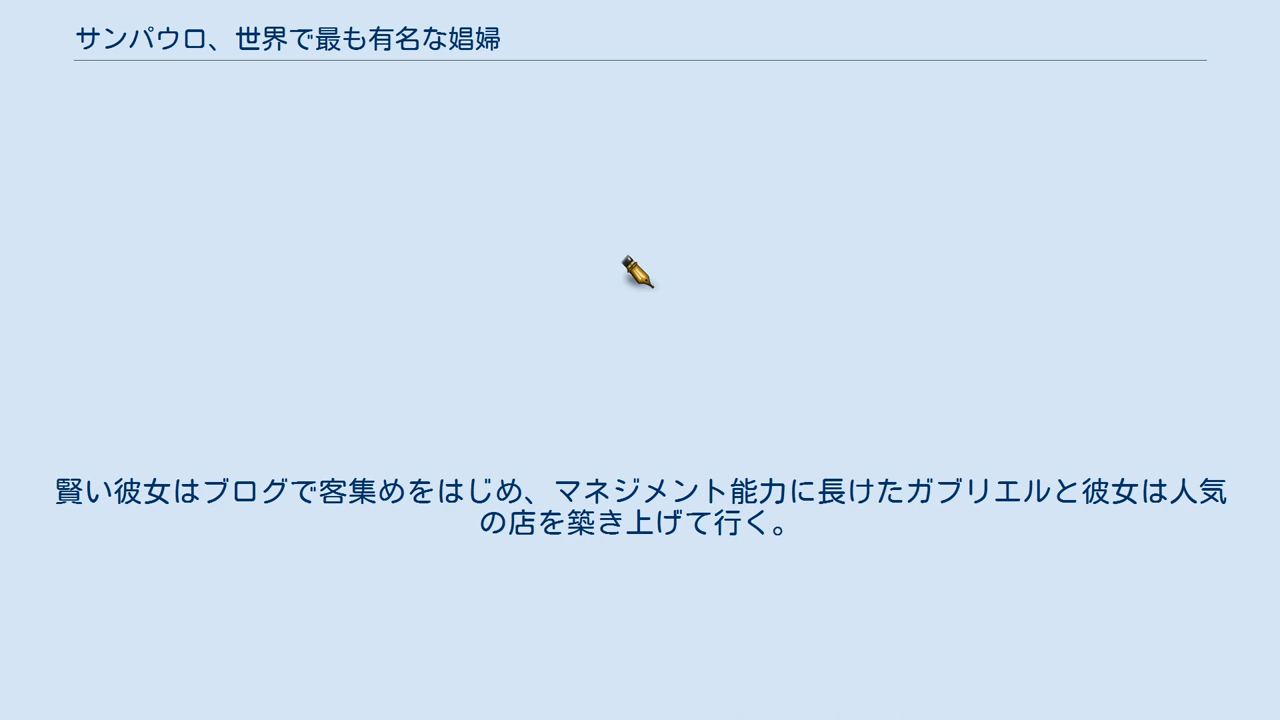 サンパウロ、世界で最も有名な娼婦
賢い彼女はブログで客集めをはじめ、マネジメント能力に長けたガブリエルと彼女は人気
の店を築き上げて行く。